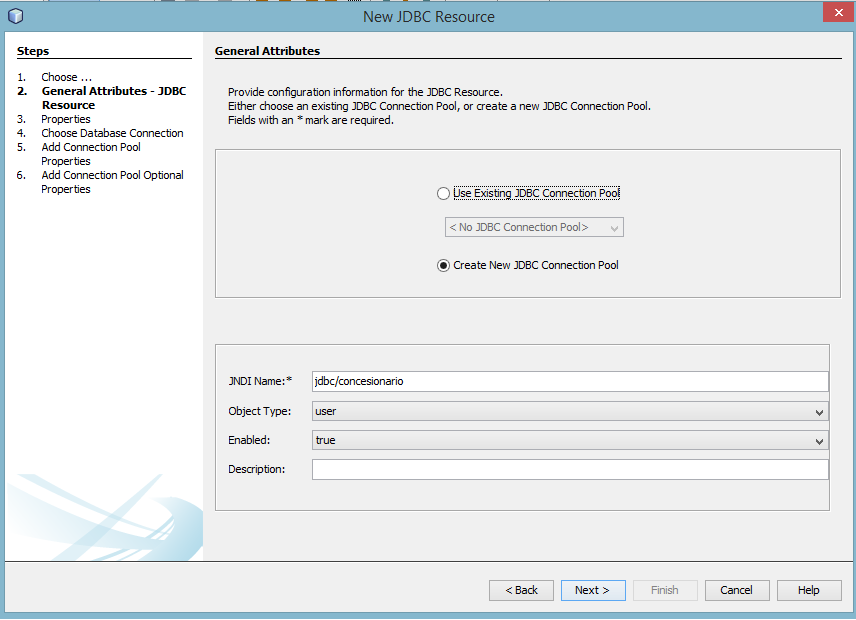 New JDBC Resource
Steps
1. Choose ...
2. General Attributes - JDBC
Resource
3. Properties
4. Choose Database Connection
5. Add Connection Pool
Properties
6. Add Connection Pool Optional
Properties
General Attributes
Provide configuration information for the JDBC Resource.
Either choose an existing JDBC Connection Pool, or create a new JDBC Connection Pool.
Fields with an * mark are required.
Use Existing JDBC Connection Pool
< No JDBC Connection Pool>
Create New JDBC Connection Pool
JNDI Name:* jdbc/concesionario
Object Type: user
Enabled: true
Description:
< Back Next > Finish Cancel Help